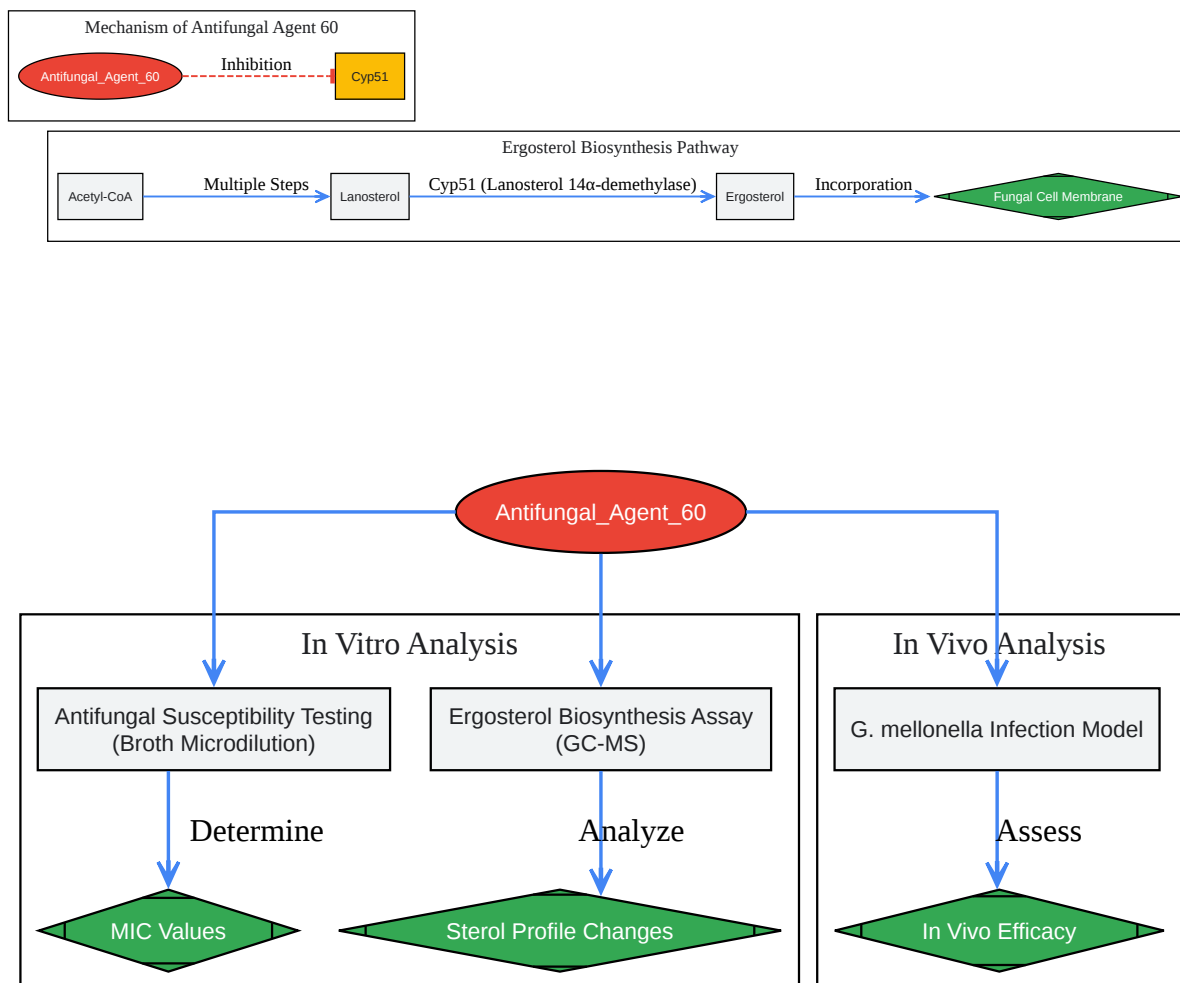 Mechanism of Antifungal Agent 60
Antifungal_Agent_60
Inhibition
Cyp51
Ergosterol Biosynthesis Pathway
Acetyl-CoA
Multiple Steps
Lanosterol
Cyp51 (Lanosterol 14α-demethylase)
Ergosterol
Incorporation
Fungal Cell Membrane
Antifungal_Agent_60
In Vitro Analysis
In Vivo Analysis
Antifungal Susceptibility Testing
(Broth Microdilution)
Ergosterol Biosynthesis Assay
(GC-MS)
G. mellonella Infection Model
Determine
Analyze
Assess
MIC Values
Sterol Profile Changes
In Vivo Efficacy